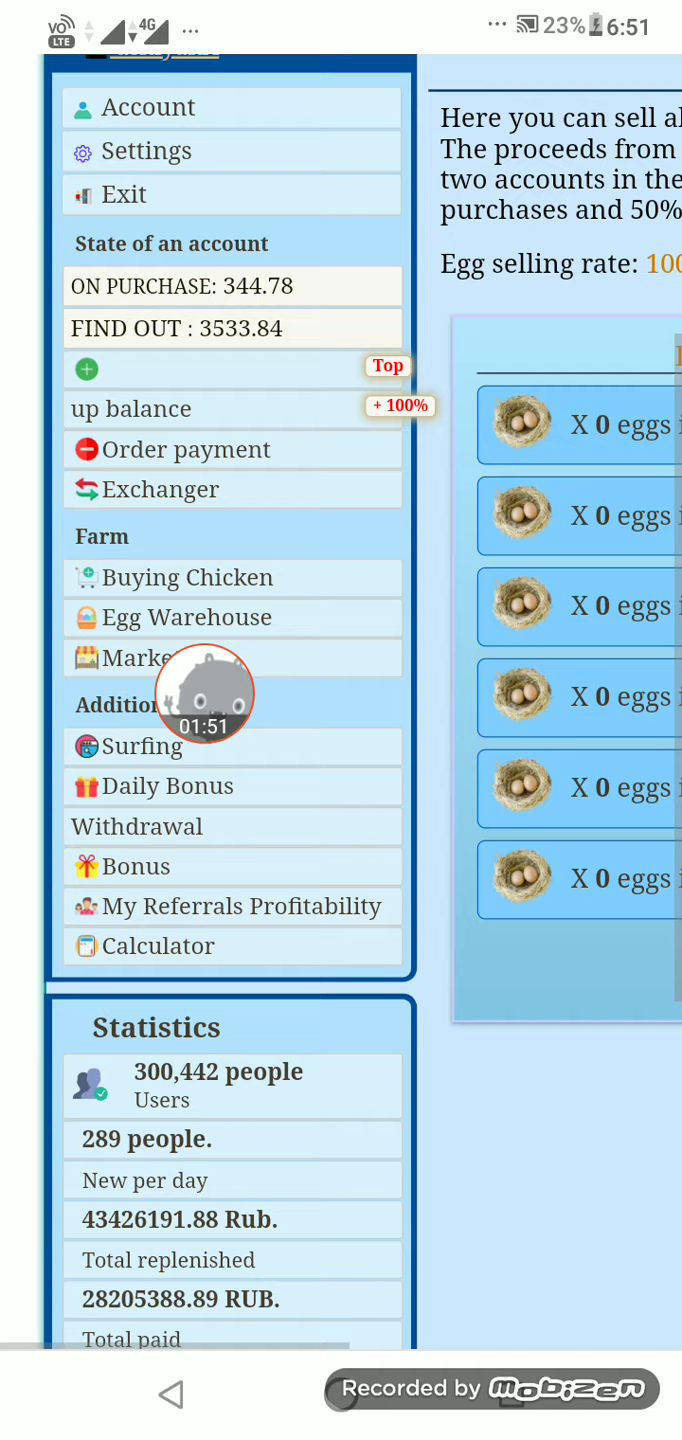 VO))
LTE
4G
23% 6:51
Account
Settings
Exit
State of an account
ON PURCHASE: 344.78
FIND OUT : 3533.84
Top
up balance
+ 100%
Order payment
Exchanger
Farm
Buying Chicken
Egg Warehouse
Marke
Addition
01:51
Surfing
Daily Bonus
Withdrawal
Bonus
My Referrals Profitability
Calculator
Statistics
300,442 people
Users
289 people.
New per day
43426191.88 Rub.
Total replenished
28205388.89 RUB.
Total paid
Here you can sell al
The proceeds from
two accounts in the
purchases and 50%
Egg selling rate: 100
X 0 eggs i
X 0 eggs i
X 0 eggs i
X 0 eggs i
X 0 eggs i
X 0 eggs i
Recorded by MOBIZEN